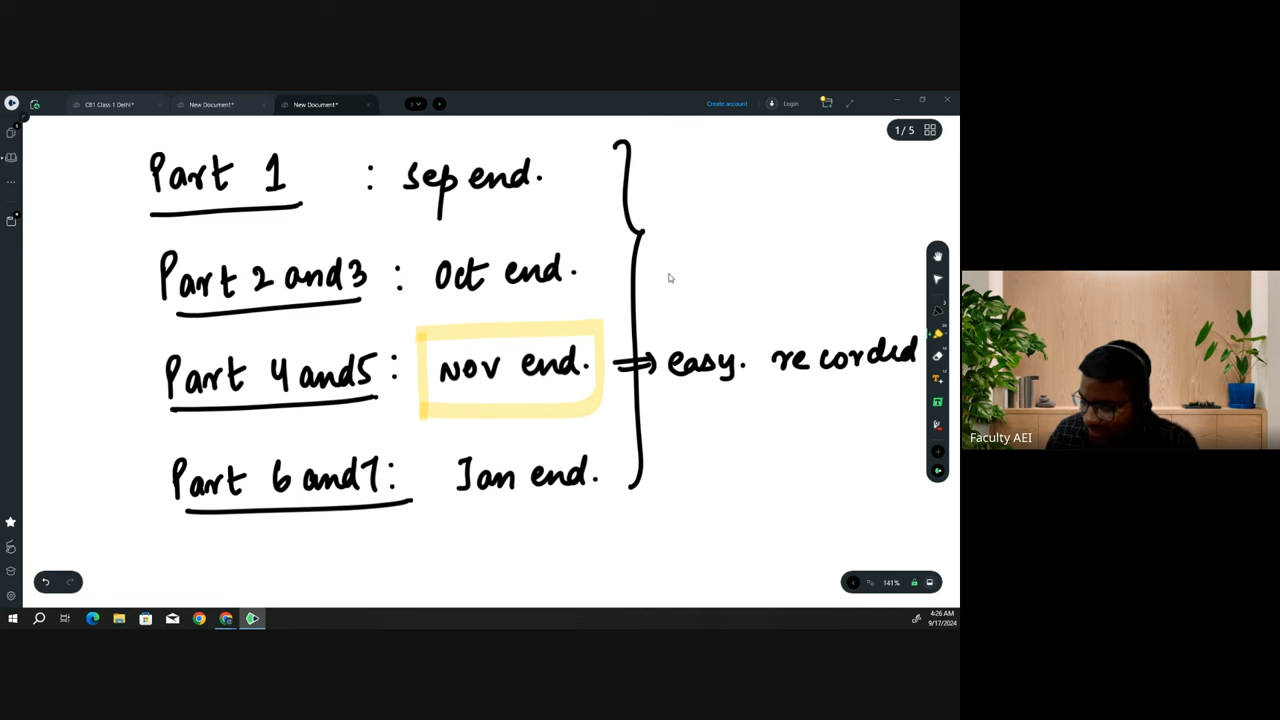 CB1 Class 1 Delhi*
New Document*
New Document*
1
Create account
Login
1 / 5
Part 1 : sep end.
Part 2 and 3 : Oct end.
Part 4 and 5 : Nov end. ⇒ easy. recorded
Part 6 and 7 : Jan end.
Faculty AEI
141%
4:26 AM
9/17/2024